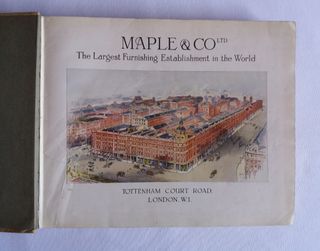 MAPLE & CO LTD
The Largest Furnishing Establishment in the World
TOTTENHAM COURT ROAD,
LONDON. W.1.